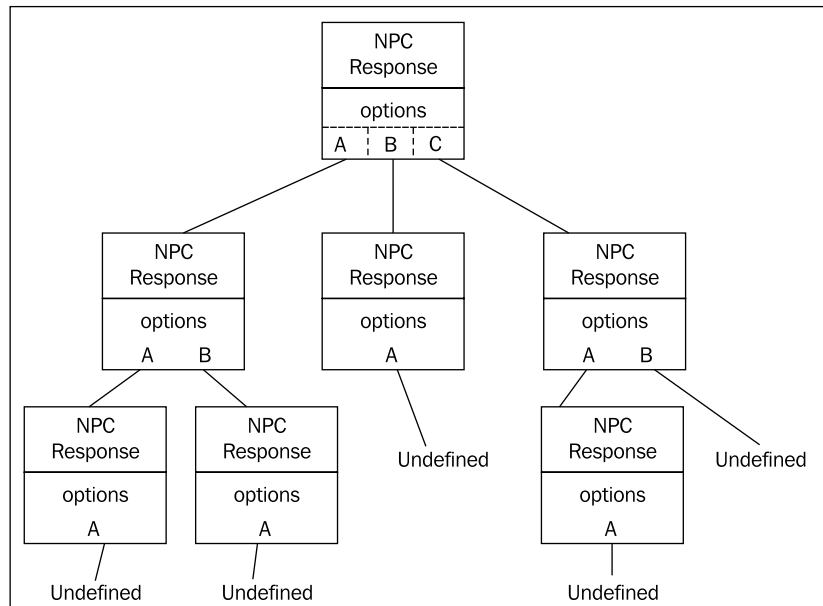 NPC
Response
options
A B C
NPC
Response
options
A B
NPC
Response
options
A
NPC
Response
options
A B
NPC
Response
options
A
NPC
Response
options
A
Undefined
NPC
Response
options
A
Undefined
Undefined
Undefined
Undefined